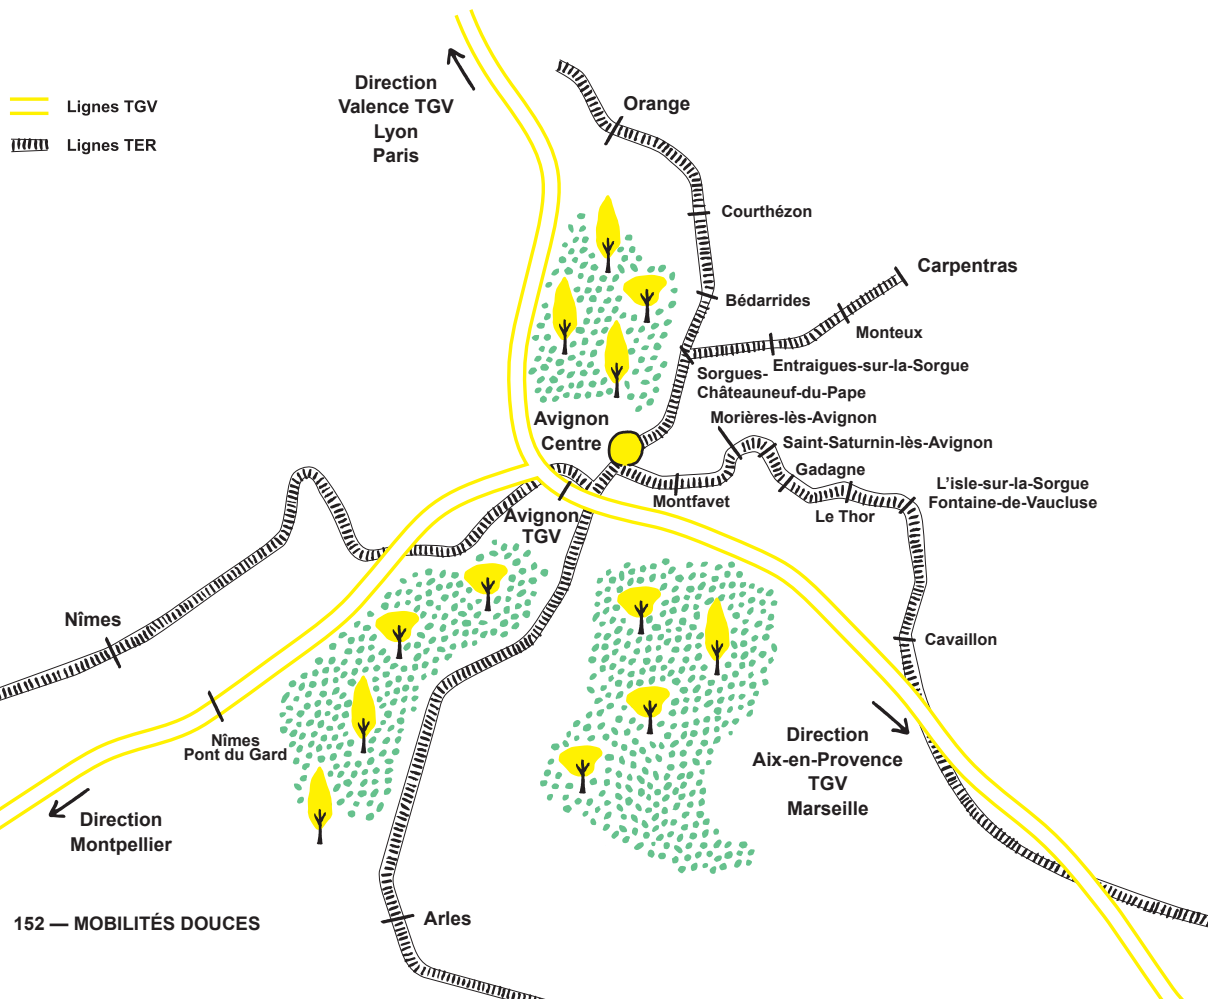 Lignes TGV
Lignes TER
Direction
Valence TGV
Lyon
Paris
Orange
Courthézon
Bédarrides
Carpentras
Monteux
Entraigues-sur-la-Sorgue
Sorgues-
Châteauneuf-du-Pape
Avignon
Centre
Morières-lès-Avignon
Saint-Saturnin-lès-Avignon
Gadagne
L'isle-sur-la-Sorgue
Fontaine-de-Vaucluse
Montfavet
Le Thor
Avignon
TGV
Nîmes
Cavaillon
Nîmes
Pont du Gard
Direction
Aix-en-Provence
TGV
Marseille
Direction
Montpellier
Arles
152 — MOBILITÉS DOUCES